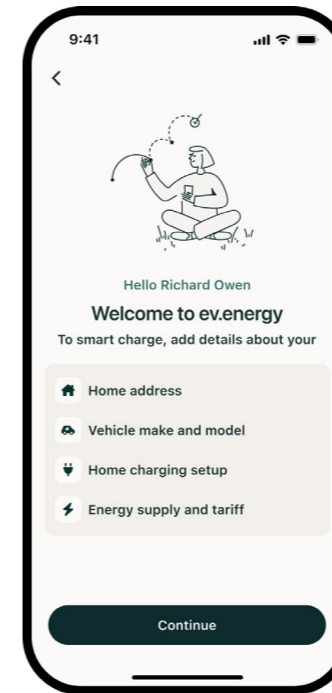 9:41
Hello Richard Owen
Welcome to ev.energy
To smart charge, add details about your
Home address
Vehicle make and model
Home charging setup
Energy supply and tariff
Continue